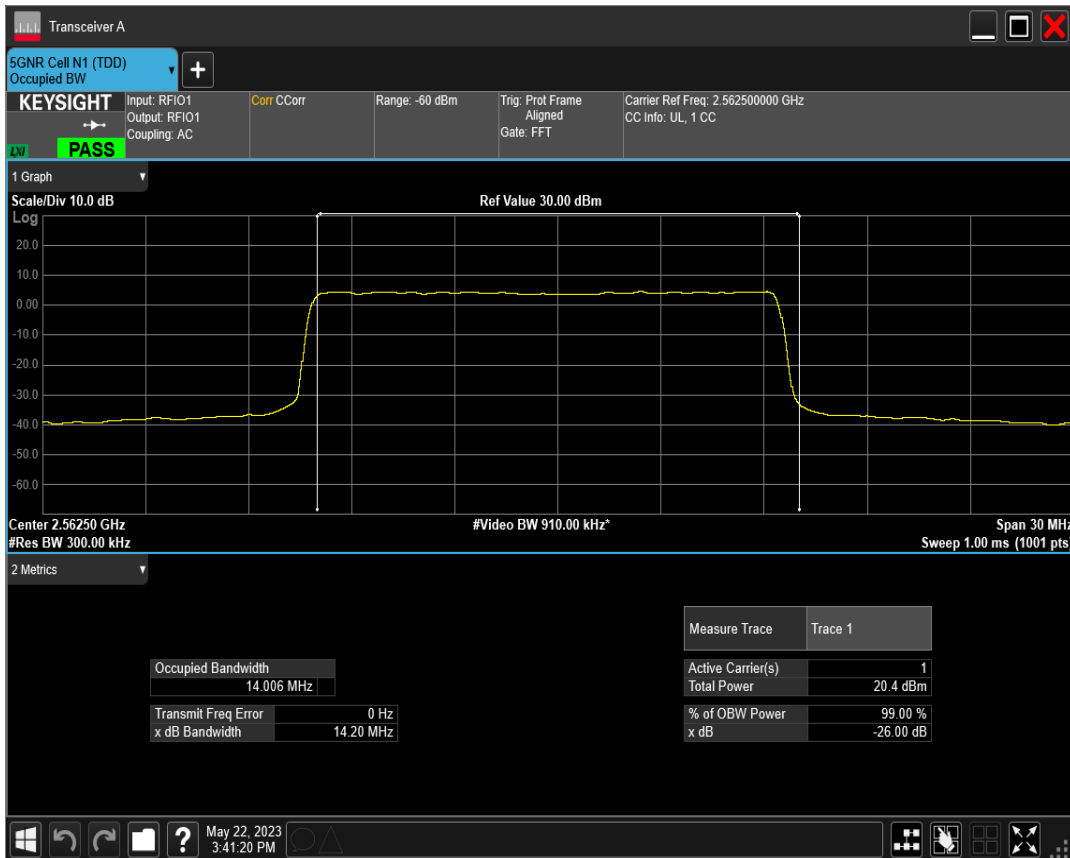 Transceiver A
5GNR Cell N1 (TDD)
Occupied BW
KEYSIGHT
LXI
PASS
Input: RFIO1
Output: RFIO1
Coupling: AC
Corr CCorr
Range: -60 dBm
Trig: Prot Frame
Aligned
Gate: FFT
Carrier Ref Freq: 2.562500000 GHz
CC Info: UL, 1 CC
1 Graph
Scale/Div 10.0 dB
Ref Value 30.00 dBm
Log
20.0
10.0
0.00
-10.0
-20.0
-30.0
-40.0
-50.0
-60.0
Center 2.56250 GHz
#Video BW 910.00 kHz*
Span 30 MHz
#Res BW 300.00 kHz
Sweep 1.00 ms (1001 pts)
2 Metrics
Measure Trace Trace 1
Occupied Bandwidth
14.006 MHz
Transmit Freq Error 0 Hz
x dB Bandwidth 14.20 MHz
Active Carrier(s) 1
Total Power 20.4 dBm
% of OBW Power 99.00 %
x dB -26.00 dB
?
May 22, 2023
3:41:20 PM